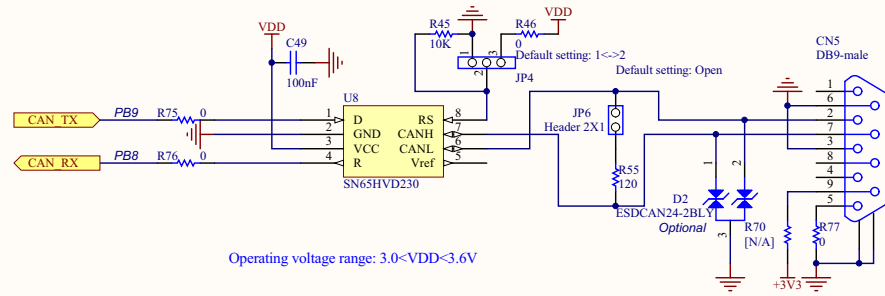 VDD
C49
100nF
R45
10K
R46
0
VDD
1
2
3
Default setting: 1<->2
JP4
Default setting: Open
CN5
DB9-male
U8
CAN_TX
PB9
R75
0
1
D
RS
8
2
GND
CANH
7
3
VCC
CANL
6
CAN_RX
PB8
R76
0
4
R
Vref
5
SN65HVD230
JP6
Header 2X1
R55
120
1
2
3
D2
ESDCAN24-2BLY
Optional
R70
[N/A]
R77
0
+3V3
1
6
2
7
3
8
4
9
5
Operating voltage range: 3.0<VDD<3.6V